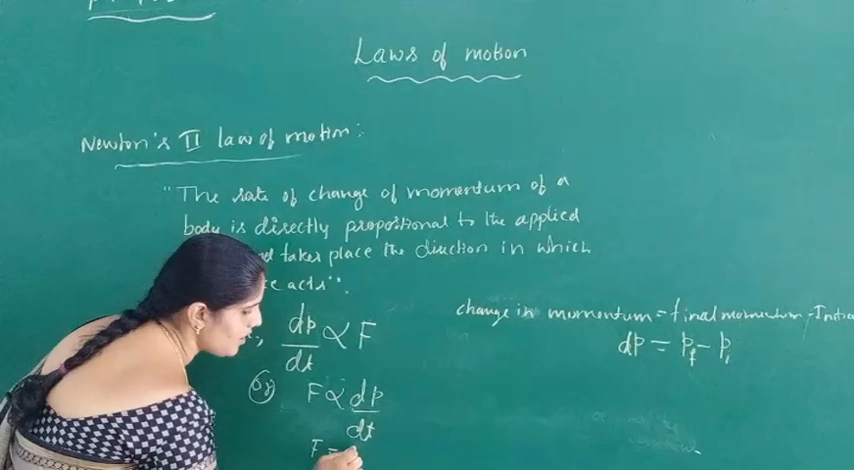 Laws of motion
Newton's II law of motion:
"The rate of change of momentum of a
body is directly proportional to the applied
takes place the direction in which
acts".
dp/dt ∝ F
change in momentum = final momentum -
dp = p_f - p_i
(Or) F ∝ dp/dt
F =